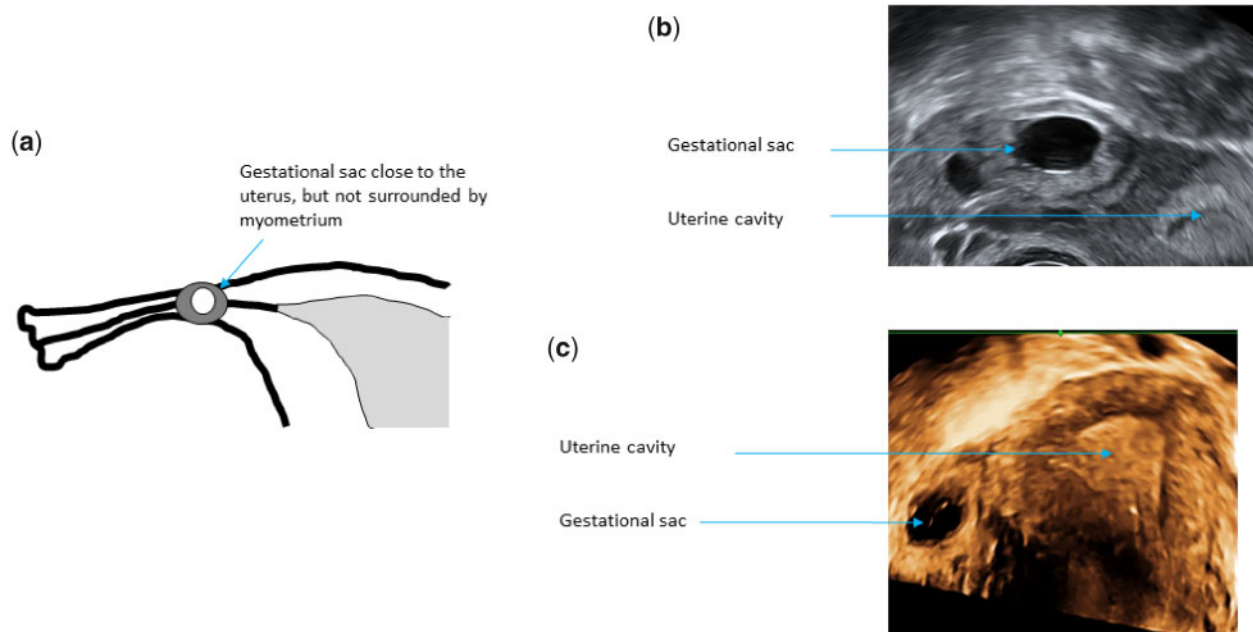 (a)
Gestational sac close to the
uterus, but not surrounded by
myometrium
(b)
Gestational sac
Uterine cavity
(c)
Uterine cavity
Gestational sac